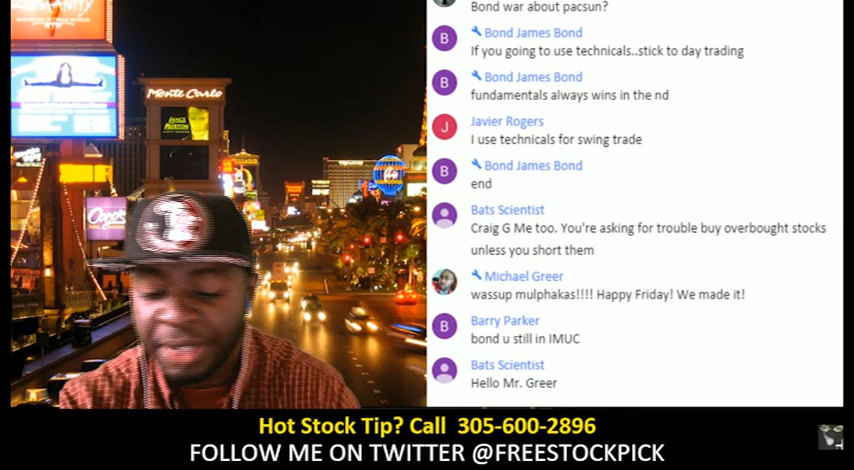 Monte Carlo
LANCE
BURTON
Bond war about pacsun?
B
Bond James Bond
If you going to use technicals..stick to day trading
B
Bond James Bond
fundamentals always wins in the nd
J
Javier Rogers
I use technicals for swing trade
B
Bond James Bond
end
Bats Scientist
Craig G Me too. You're asking for trouble buy overbought stocks
unless you short them
Michael Greer
wassup mulphakas!!!! Happy Friday! We made it!
B
Barry Parker
bond u still in IMUC
Bats Scientist
Hello Mr. Greer
Hot Stock Tip? Call 305-600-2896
FOLLOW ME ON TWITTER @FREESTOCKPICK